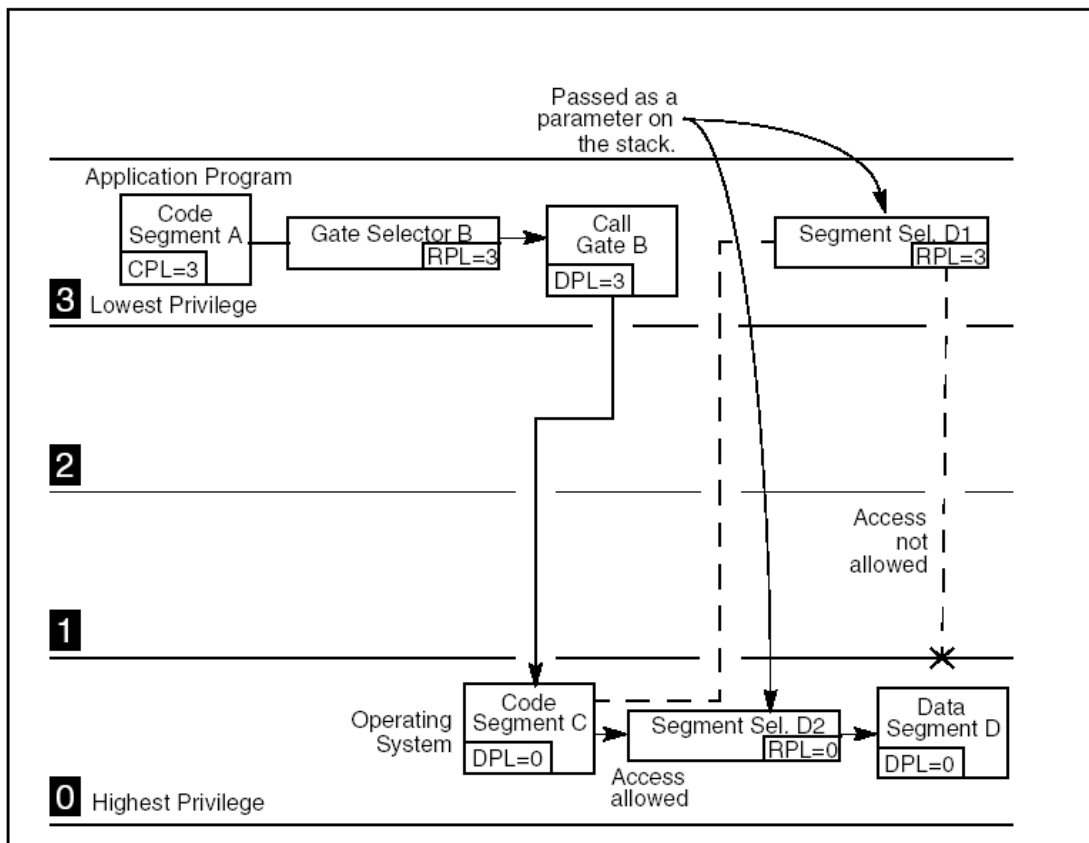 Passed as a
parameter on
the stack.
Application Program
Code
Segment A
CPL=3
Gate Selector B
RPL=3
Call
Gate B
DPL=3
Segment Sel. D1
RPL=3
3 Lowest Privilege
2
Access
not
allowed
1
Operating
System
Code
Segment C
DPL=0
Segment Sel. D2
RPL=0
Data
Segment D
DPL=0
Access
allowed
0 Highest Privilege